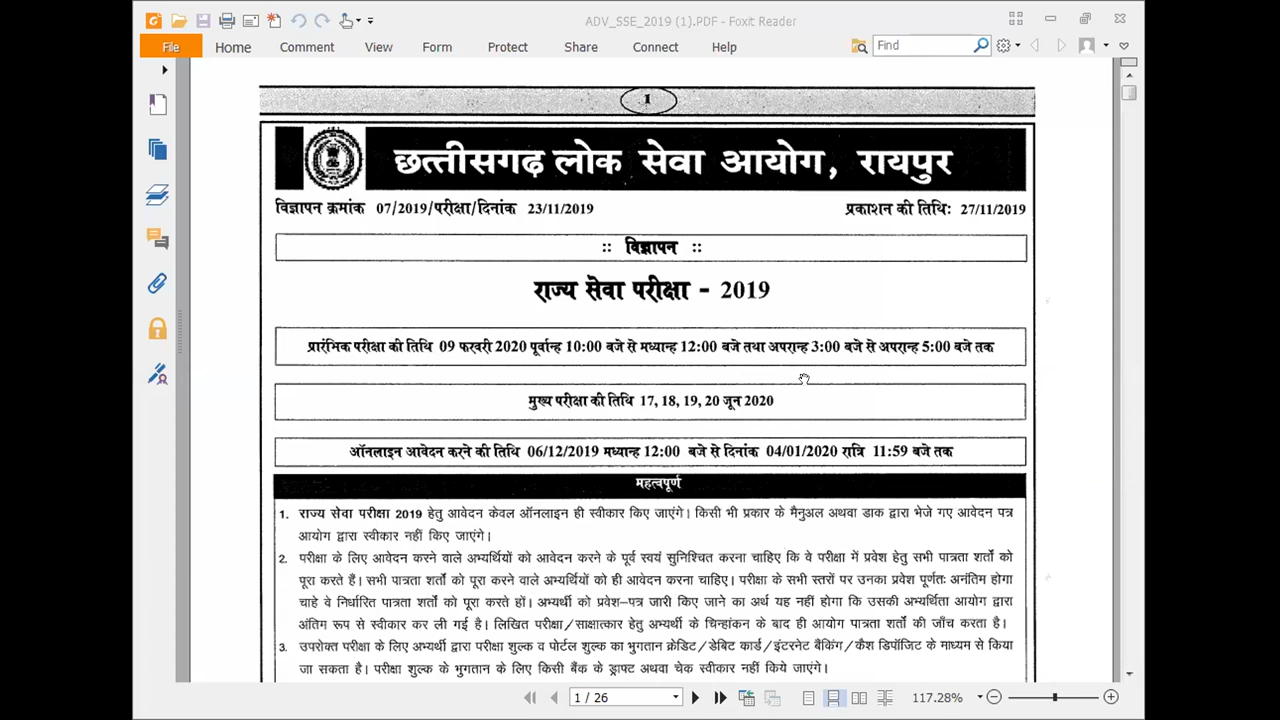 ADV_SSE_2019 (1).PDF - Foxit Reader
File Home Comment View Form Protect Share Connect Help Find
1
छत्तीसगढ़ लोक सेवा आयोग, रायपुर
विज्ञापन क्रमांक 07/2019/परीक्षा/दिनांक 23/11/2019 प्रकाशन की तिथि: 27/11/2019
:: विज्ञापन ::
राज्य सेवा परीक्षा - 2019
प्रारंभिक परीक्षा की तिथि 09 फरवरी 2020 पूर्वान्ह 10:00 बजे से मध्यान्ह 12:00 बजे तथा अपरान्ह 3:00 बजे से अपरान्ह 5:00 बजे तक
मुख्य परीक्षा की तिथि 17, 18, 19, 20 जून 2020
ऑनलाइन आवेदन करने की तिथि 06/12/2019 मध्यान्ह 12:00 बजे से दिनांक 04/01/2020 रात्रि 11:59 बजे तक
महत्वपूर्ण
1. राज्य सेवा परीक्षा 2019 हेतु आवेदन केवल ऑनलाइन ही स्वीकार किए जाएंगे। किसी भी प्रकार के मैनुअल अथवा डाक द्वारा भेजे गए आवेदन पत्र
आयोग द्वारा स्वीकार नहीं किए जाएंगे।
2. परीक्षा के लिए आवेदन करने वाले अभ्यर्थियों को आवेदन करने के पूर्व स्वयं सुनिश्चित करना चाहिए कि वे परीक्षा में प्रवेश हेतु सभी पात्रता शर्तो को
पूरा करते हैं। सभी पात्रता शर्तो को पूरा करने वाले अभ्यर्थियों को ही आवेदन करना चाहिए। परीक्षा के सभी स्तरों पर उनका प्रवेश पूर्णतः अनंतिम होगा
चाहे वे निर्धारित पात्रता शर्तो को पूरा करते हों। अभ्यर्थी को प्रवेश–पत्र जारी किए जाने का अर्थ यह नहीं होगा कि उसकी अभ्यर्थिता आयोग द्वारा
अंतिम रूप से स्वीकार कर ली गई है। लिखित परीक्षा/साक्षात्कार हेतु अभ्यर्थी के चिन्हांकन के बाद ही आयोग पात्रता शर्तो की जाँच करता है।
3. उपरोक्त परीक्षा के लिए अभ्यर्थी द्वारा परीक्षा शुल्क व पोर्टल शुल्क का भुगतान क्रेडिट/डेबिट कार्ड/इंटरनेट बैंकिंग/कैश डिपॉजिट के माध्यम से किया
जा सकता है। परीक्षा शुल्क के भुगतान के लिए किसी बैंक के ड्राफ्ट अथवा चेक स्वीकार नहीं किये जाएंगे।
1 / 26 117.28%